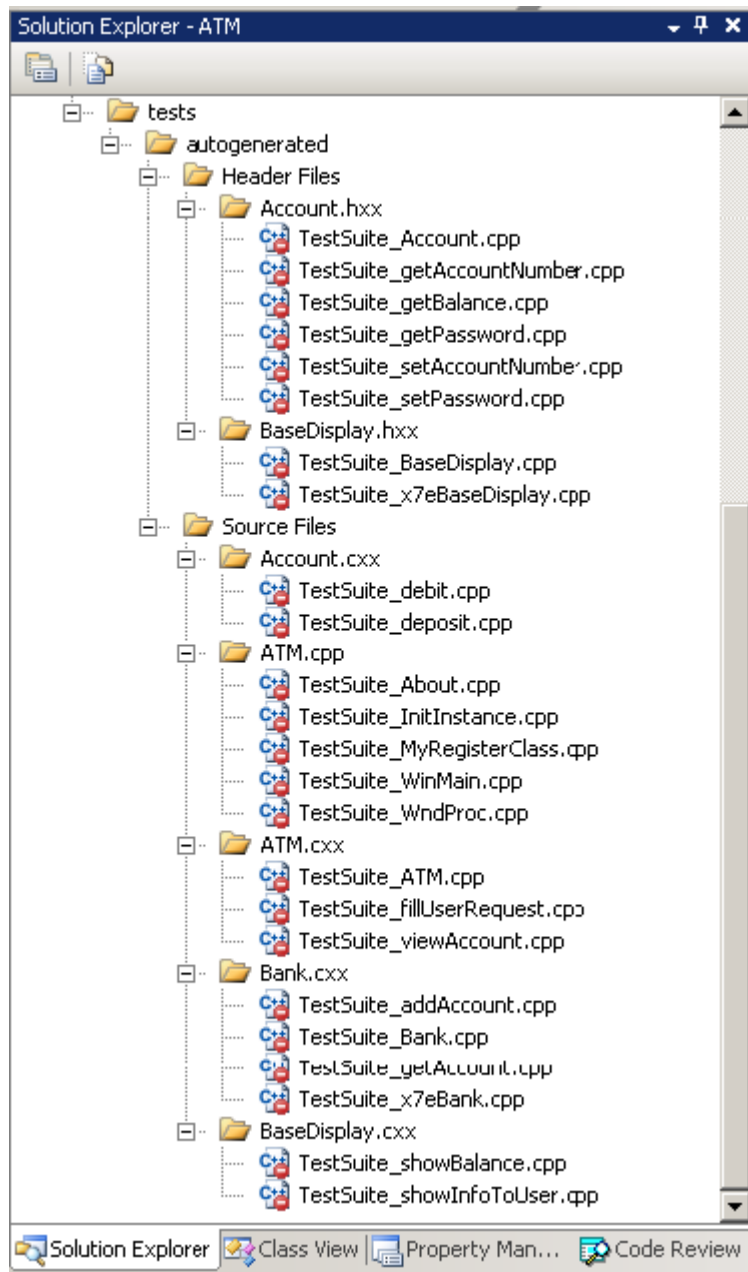 Solution Explorer - ATM
tests
autogenerated
Header Files
Account.hxx
TestSuite_Account.cpp
TestSuite_getAccountNumber.cpp
TestSuite_getBalance.cpp
TestSuite_getPassword.cpp
TestSuite_setAccountNumber.cpp
TestSuite_setPassword.cpp
BaseDisplay.hxx
TestSuite_BaseDisplay.cpp
TestSuite_x7eBaseDisplay.cpp
Source Files
Account.cxx
TestSuite_debit.cpp
TestSuite_deposit.cpp
ATM.cpp
TestSuite_About.cpp
TestSuite_InitInstance.cpp
TestSuite_MyRegisterClass.cpp
TestSuite_WinMain.cpp
TestSuite_WndProc.cpp
ATM.cxx
TestSuite_ATM.cpp
TestSuite_fillUserRequest.cpp
TestSuite_viewAccount.cpp
Bank.cxx
TestSuite_addAccount.cpp
TestSuite_Bank.cpp
TestSuite_getAccount.cpp
TestSuite_x7eBank.cpp
BaseDisplay.cxx
TestSuite_showBalance.cpp
TestSuite_showInfoToUser.cpp
Solution Explorer Class View Property Man... Code Review